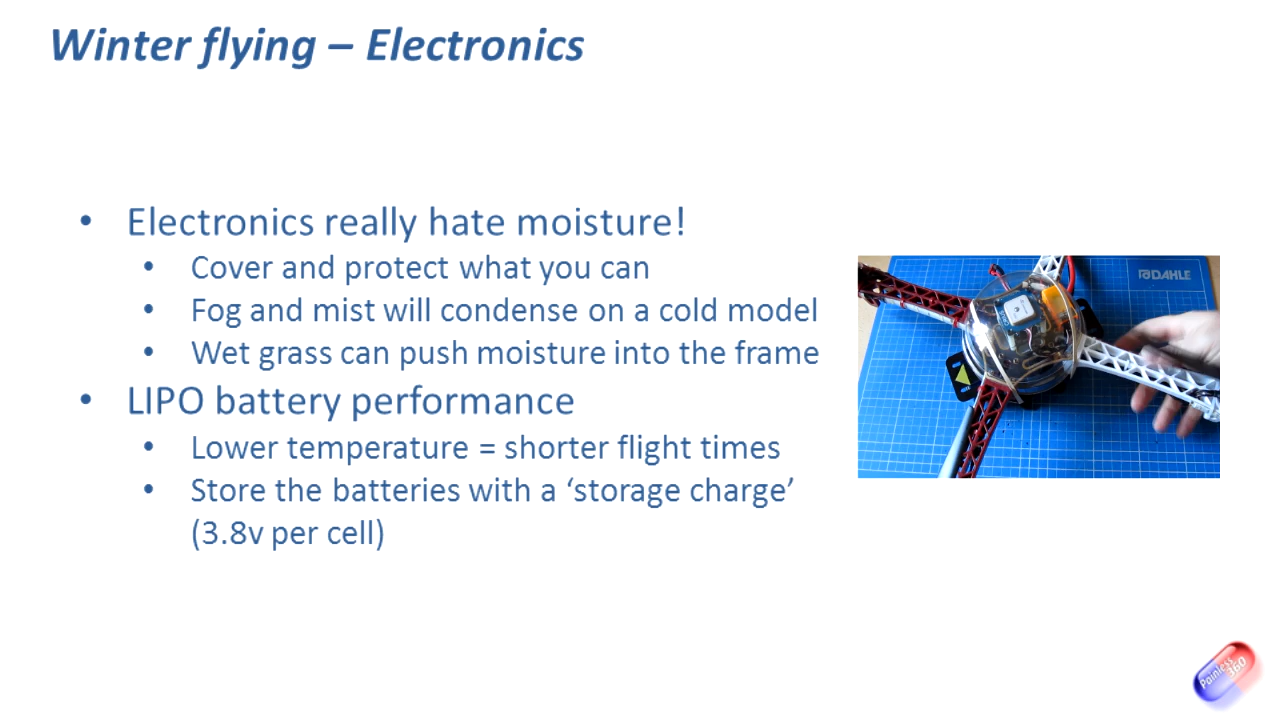 Winter flying – Electronics
• Electronics really hate moisture!
• Cover and protect what you can
• Fog and mist will condense on a cold model
• Wet grass can push moisture into the frame
• LIPO battery performance
• Lower temperature = shorter flight times
• Store the batteries with a ‘storage charge’
(3.8v per cell)
DAHLE
Painless
360